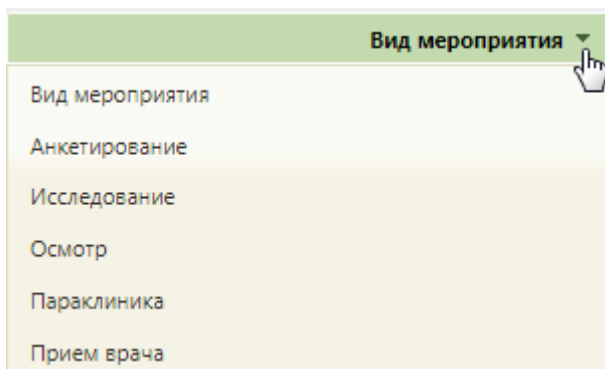 Вид мероприятия
Вид мероприятия
Анкетирование
Исследование
Осмотр
Параклиника
Прием врача